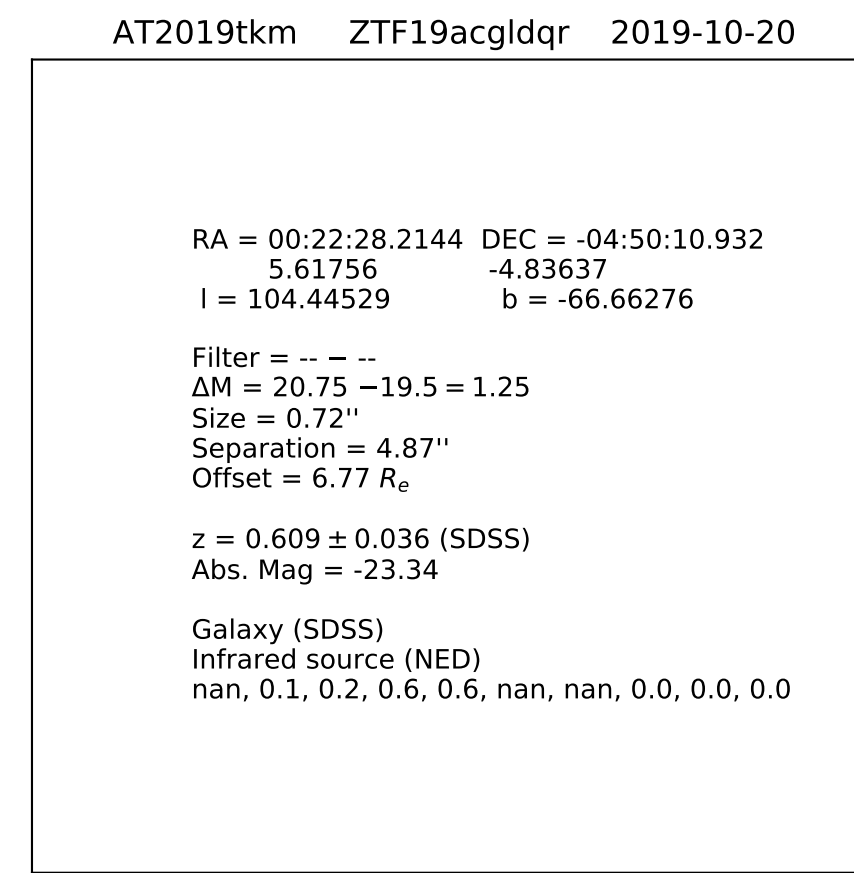 AT2019tkm ZTF19acgldqr 2019-10-20
RA = 00:22:28.2144 DEC = -04:50:10.932
5.61756 -4.83637
l = 104.44529 b = -66.66276
Filter = -- − --
ΔM = 20.75 −19.5 = 1.25
Size = 0.72''
Separation = 4.87''
Offset = 6.77 Re
z = 0.609 ± 0.036 (SDSS)
Abs. Mag = -23.34
Galaxy (SDSS)
Infrared source (NED)
nan, 0.1, 0.2, 0.6, 0.6, nan, nan, 0.0, 0.0, 0.0